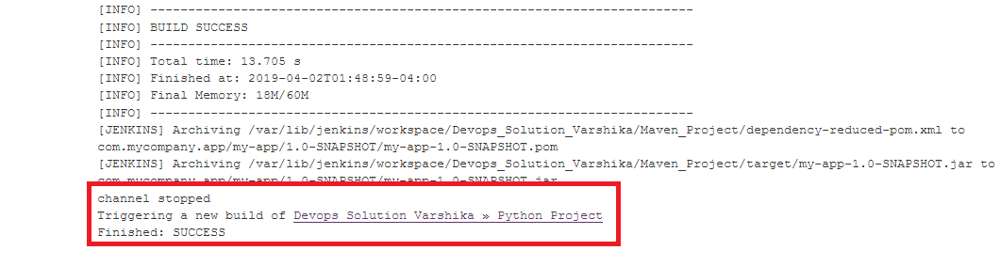 [INFO] ------------------------------------------------------------------------
[INFO] BUILD SUCCESS
[INFO] ------------------------------------------------------------------------
[INFO] Total time: 13.705 s
[INFO] Finished at: 2019-04-02T01:48:59-04:00
[INFO] Final Memory: 18M/60M
[INFO] ------------------------------------------------------------------------
[JENKINS] Archiving /var/lib/jenkins/workspace/Devops_Solution_Varshika/Maven_Project/dependency-reduced-pom.xml to
com.mycompany.app/my-app/1.0-SNAPSHOT/my-app-1.0-SNAPSHOT.pom
[JENKINS] Archiving /var/lib/jenkins/workspace/Devops_Solution_Varshika/Maven_Project/target/my-app-1.0-SNAPSHOT.jar to
com.mycompany.app/my-app/1.0-SNAPSHOT/my-app-1.0-SNAPSHOT.jar
channel stopped
Triggering a new build of Devops Solution Varshika » Python Project
Finished: SUCCESS